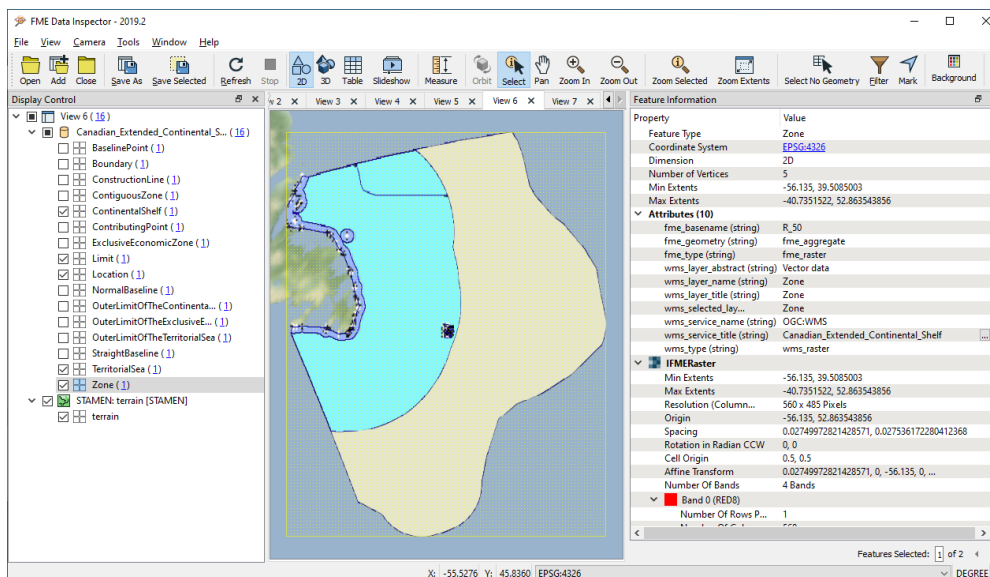 FME Data Inspector - 2019.2
File View Camera Tools Window Help
Open Add Close Save As Save Selected Refresh Stop 2D 3D Table Slideshow Measure Orbit Select Pan Zoom In Zoom Out Zoom Selected Zoom Extents Select No Geometry Filter Mark Background
Display Control
View 6 (16)
Canadian_Extended_Continental_S... (16)
BaselinePoint (1)
Boundary (1)
ConstructionLine (1)
ContiguousZone (1)
ContinentalShelf (1)
ContributingPoint (1)
ExclusiveEconomicZone (1)
Limit (1)
Location (1)
NormalBaseline (1)
OuterLimitOfTheContinenta... (1)
OuterLimitOfTheExclusiveE... (1)
OuterLimitOfTheTerritorialSea (1)
StraightBaseline (1)
TerritorialSea (1)
Zone (1)
STAMEN: terrain [STAMEN]
terrain
w 2 View 3 View 4 View 5 View 6 View 7
Feature Information
Property Value
Feature Type Zone
Coordinate System EPSG:4326
Dimension 2D
Number of Vertices 5
Min Extents -56.135, 39.5085003
Max Extents -40.7351522, 52.863543856
Attributes (10)
fme_basename (string) R_50
fme_geometry (string) fme_aggregate
fme_type (string) fme_raster
wms_layer_abstract (string) Vector data
wms_layer_name (string) Zone
wms_layer_title (string) Zone
wms_selected_lay... Zone
wms_service_name (string) OGC:WMS
wms_service_title (string) Canadian_Extended_Continental_Shelf ...
wms_type (string) wms_raster
IFMERaster
Min Extents -56.135, 39.5085003
Max Extents -40.7351522, 52.863543856
Resolution (Column... 560 x 485 Pixels
Origin -56.135, 52.863543856
Spacing 0.02749972821428571, 0.027536172280412368
Rotation in Radian CCW 0, 0
Cell Origin 0.5, 0.5
Affine Transform 0.02749972821428571, 0, -56.135, 0, ...
Number Of Bands 4 Bands
Band 0 (RED8)
Number Of Rows P... 1
Features Selected: 1 of 2
X: -55.5276 Y: 45.8360 EPSG:4326 DEGREE